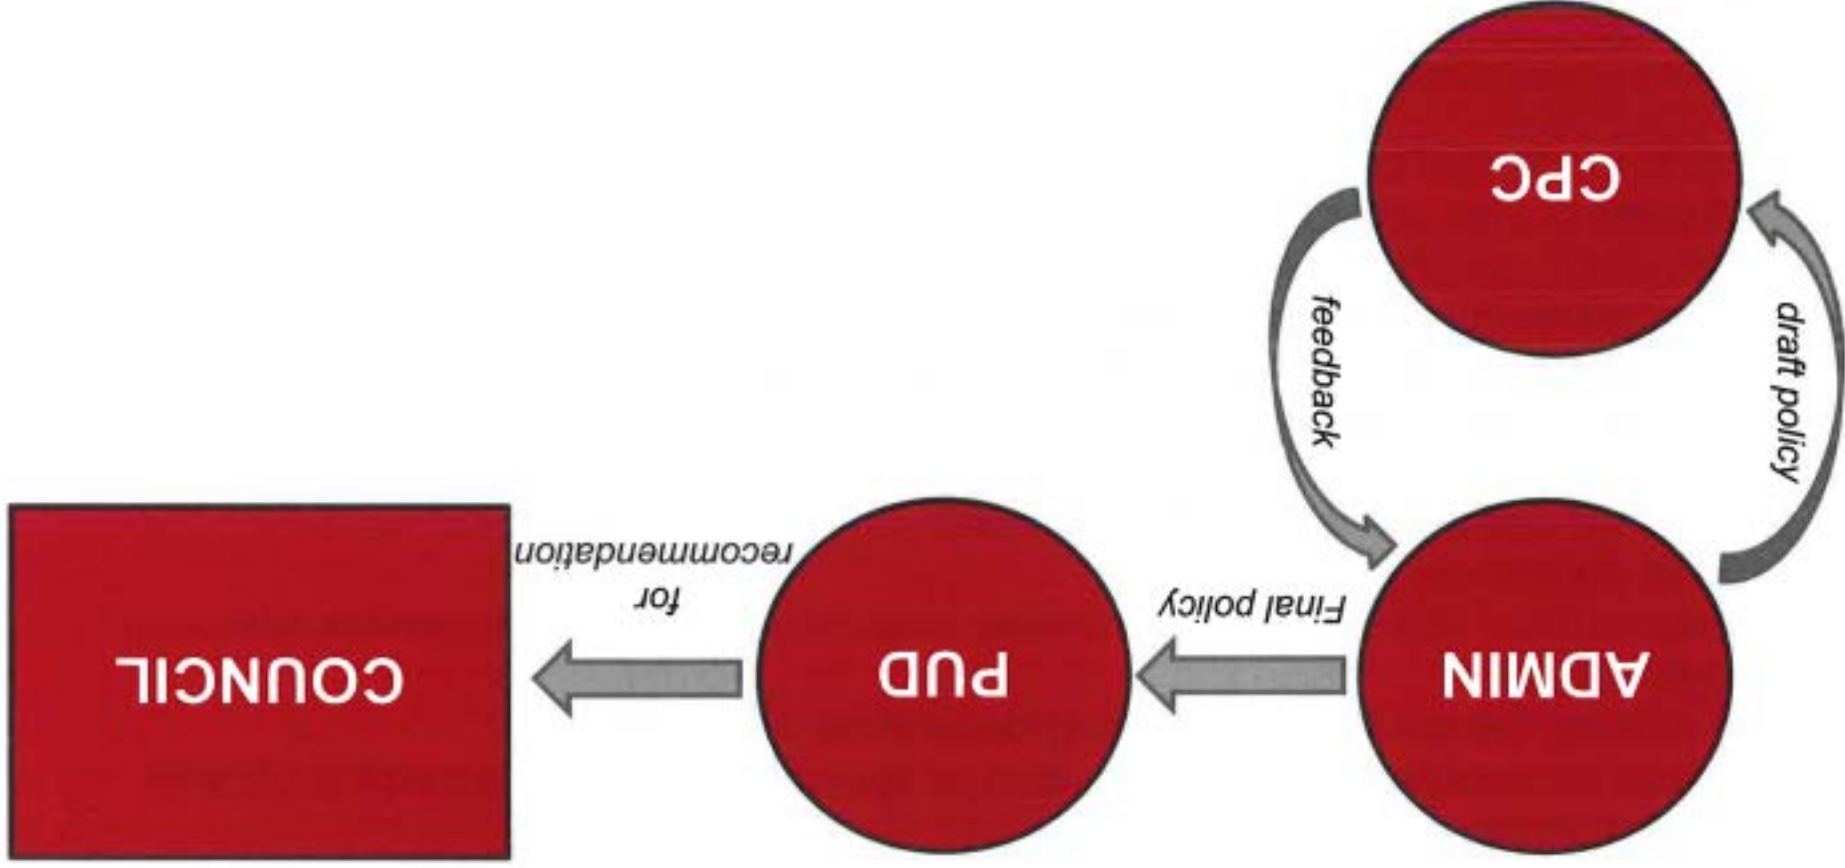 ADMIN
Final policy
PUD
for
recommendation
COUNCIL
draft policy
feedback
CPC